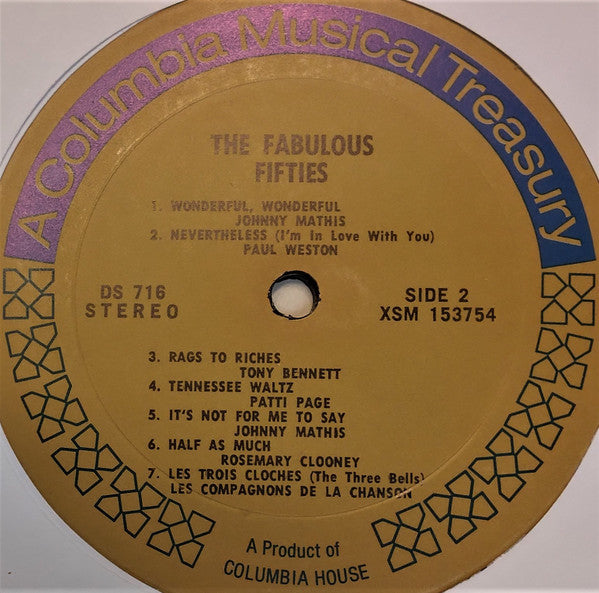 A Columbia Musical Treasury
THE FABULOUS
FIFTIES
1. WONDERFUL, WONDERFUL
JOHNNY MATHIS
2. NEVERTHELESS (I'm In Love With You)
PAUL WESTON
DS 716
STEREO
SIDE 2
XSM 153754
3. RAGS TO RICHES
TONY BENNETT
4. TENNESSEE WALTZ
PATTI PAGE
5. IT'S NOT FOR ME TO SAY
JOHNNY MATHIS
6. HALF AS MUCH
ROSEMARY CLOONEY
7. LES TROIS CLOCHES (The Three Bells)
LES COMPAGNONS DE LA CHANSON
A Product of
COLUMBIA HOUSE